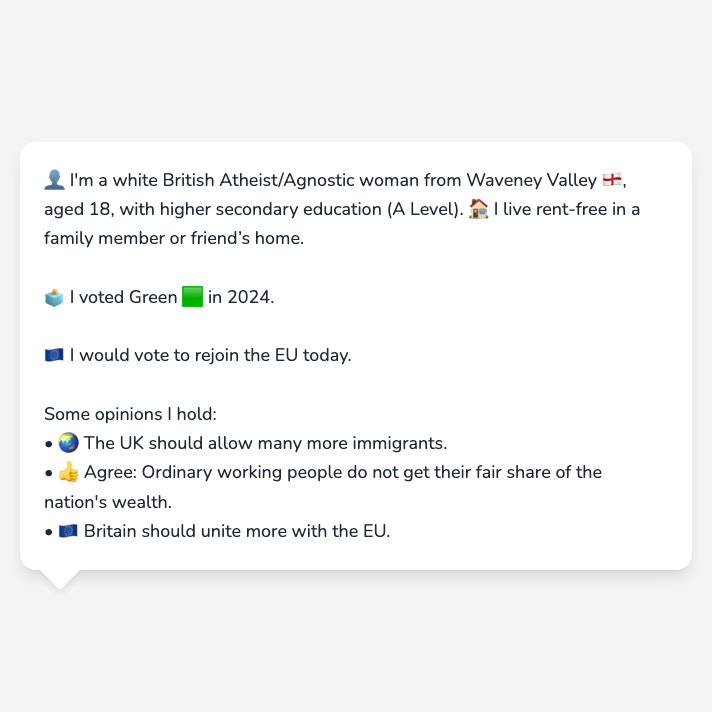 👤 I'm a white British Atheist/Agnostic woman from Waveney Valley 🏴󠁧󠁢󠁥󠁮󠁧󠁿,
aged 18, with higher secondary education (A Level). 🏠 I live rent-free in a
family member or friend’s home.
🗳️ I voted Green 🟩 in 2024.
🇪🇺 I would vote to rejoin the EU today.
Some opinions I hold:
• 🌏 The UK should allow many more immigrants.
• 👍 Agree: Ordinary working people do not get their fair share of the
nation's wealth.
• 🇪🇺 Britain should unite more with the EU.